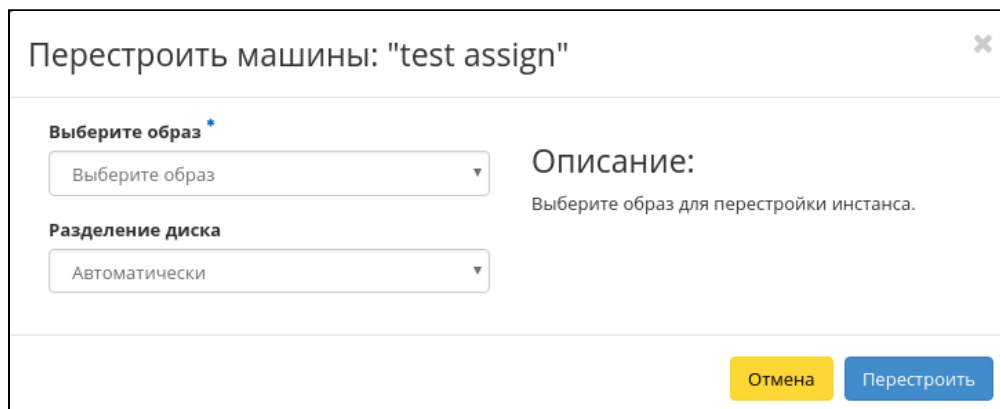 Перестроить машины: "test assign"
×
Выберите образ *
Выберите образ
Разделение диска
Автоматически
Описание:
Выберите образ для перестройки инстанса.
Отмена
Перестроить